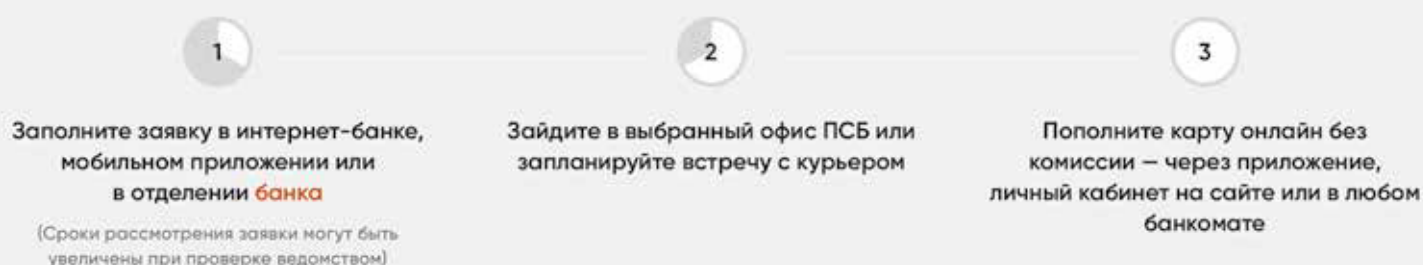 1
Заполните заявку в интернет-банке,
мобильном приложении или
в отделении банка
(Сроки рассмотрения заявки могут быть
увеличены при проверке ведомством)
2
Зайдите в выбранный офис ПСБ или
запланируйте встречу с курьером
3
Пополните карту онлайн без
комиссии — через приложение,
личный кабинет на сайте или в любом
банкомате